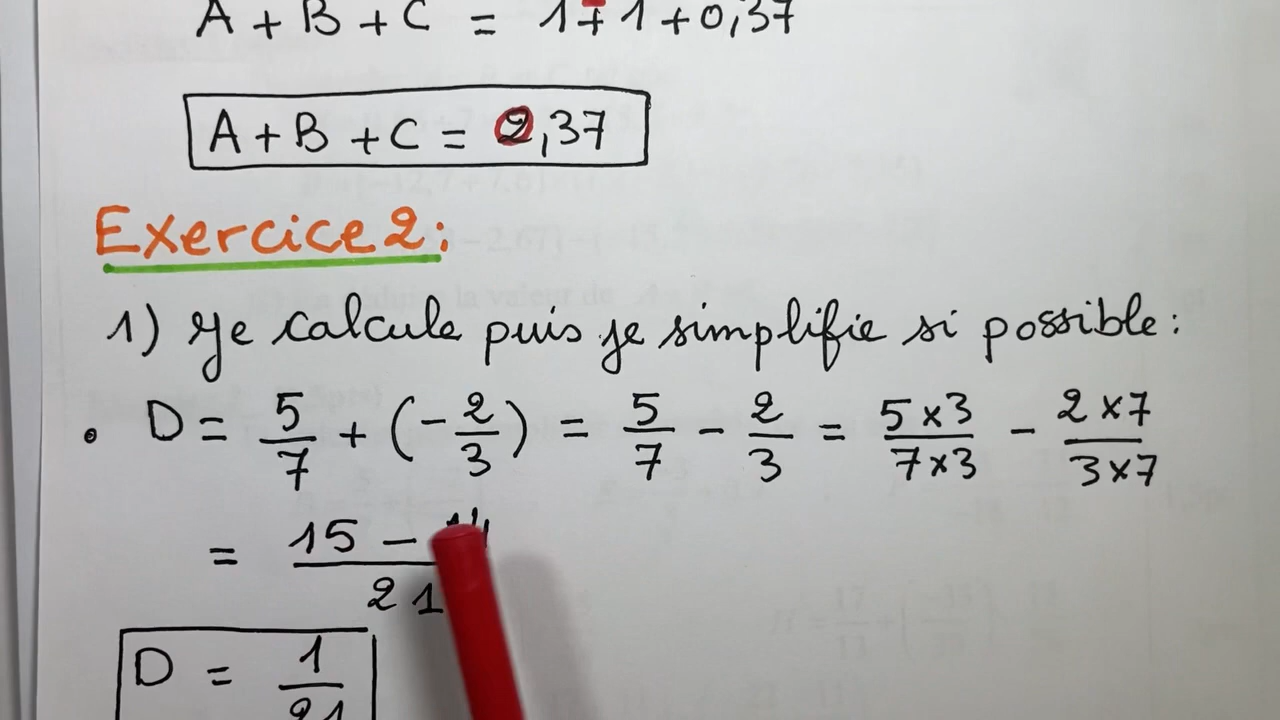 A + B + C = 1 + 1 + 0,37
A + B + C = 2,37
Exercice 2:
1) Je calcule puis je simplifie si possible:
• D = 5/7 + (-2/3) = 5/7 - 2/3 = 5×3/7×3 - 2×7/3×7
= 15 - 14/21
D = 1/21